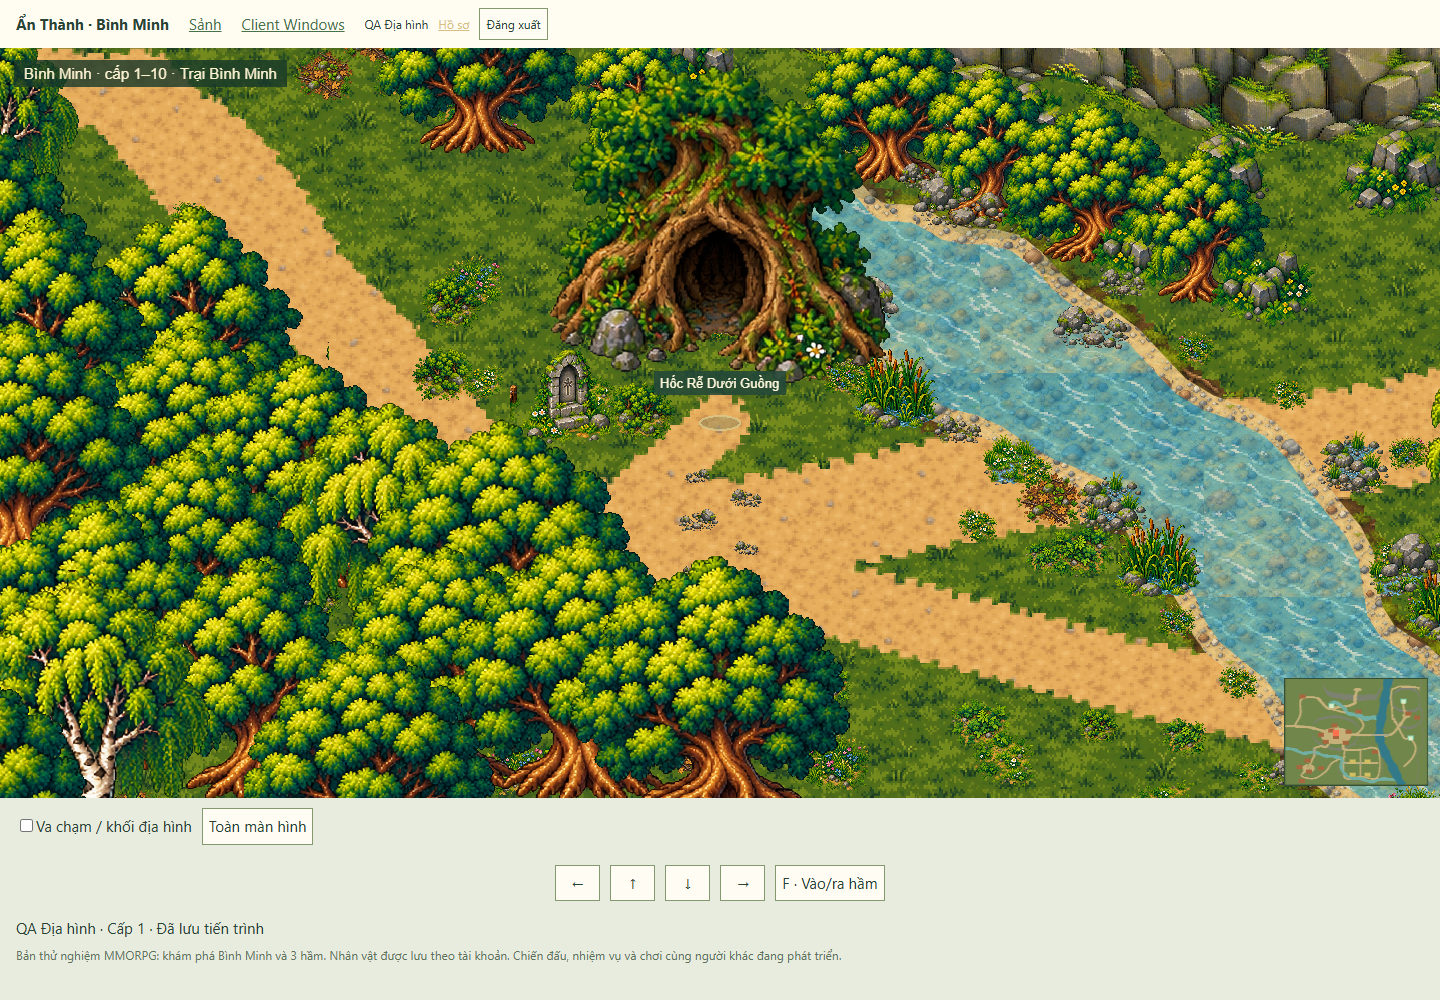 Ẩn Thành · Bình Minh Sảnh Client Windows QA Địa hình Hồ sơ Đăng xuất
Bình Minh · cấp 1–10 · Trại Bình Minh
Hốc Rễ Dưới Guồng
Va chạm / khối địa hình Toàn màn hình
← ↑ ↓ → F · Vào/ra hầm
QA Địa hình · Cấp 1 · Đã lưu tiến trình
Bản thử nghiệm MMORPG: khám phá Bình Minh và 3 hầm. Nhân vật được lưu theo tài khoản. Chiến đấu, nhiệm vụ và chơi cùng người khác đang phát triển.